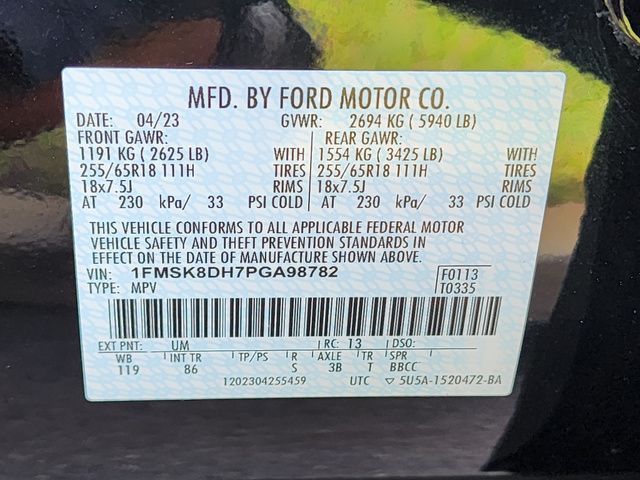 MFD. BY FORD MOTOR CO.
DATE: 04/23 GVWR: 2694 KG ( 5940 LB)
FRONT GAWR: REAR GAWR:
1191 KG ( 2625 LB) WITH 1554 KG ( 3425 LB) WITH
255/65R18 111H TIRES 255/65R18 111H TIRES
18x7.5J RIMS 18x7.5J RIMS
AT 230 kPa/ 33 PSI COLD AT 230 kPa/ 33 PSI COLD
THIS VEHICLE CONFORMS TO ALL APPLICABLE FEDERAL MOTOR
VEHICLE SAFETY AND THEFT PREVENTION STANDARDS IN
EFFECT ON THE DATE OF MANUFACTURE SHOWN ABOVE.
VIN: 1FMSK8DH7PGA98782 F0113
TYPE: MPV T0335
EXT PNT: UM RC: 13 DSO:
WB INT TR TP/PS R AXLE TR SPR
119 86 S 3B T BBCC
1202304255459 UTC ▽ 5U5A-1520472-BA